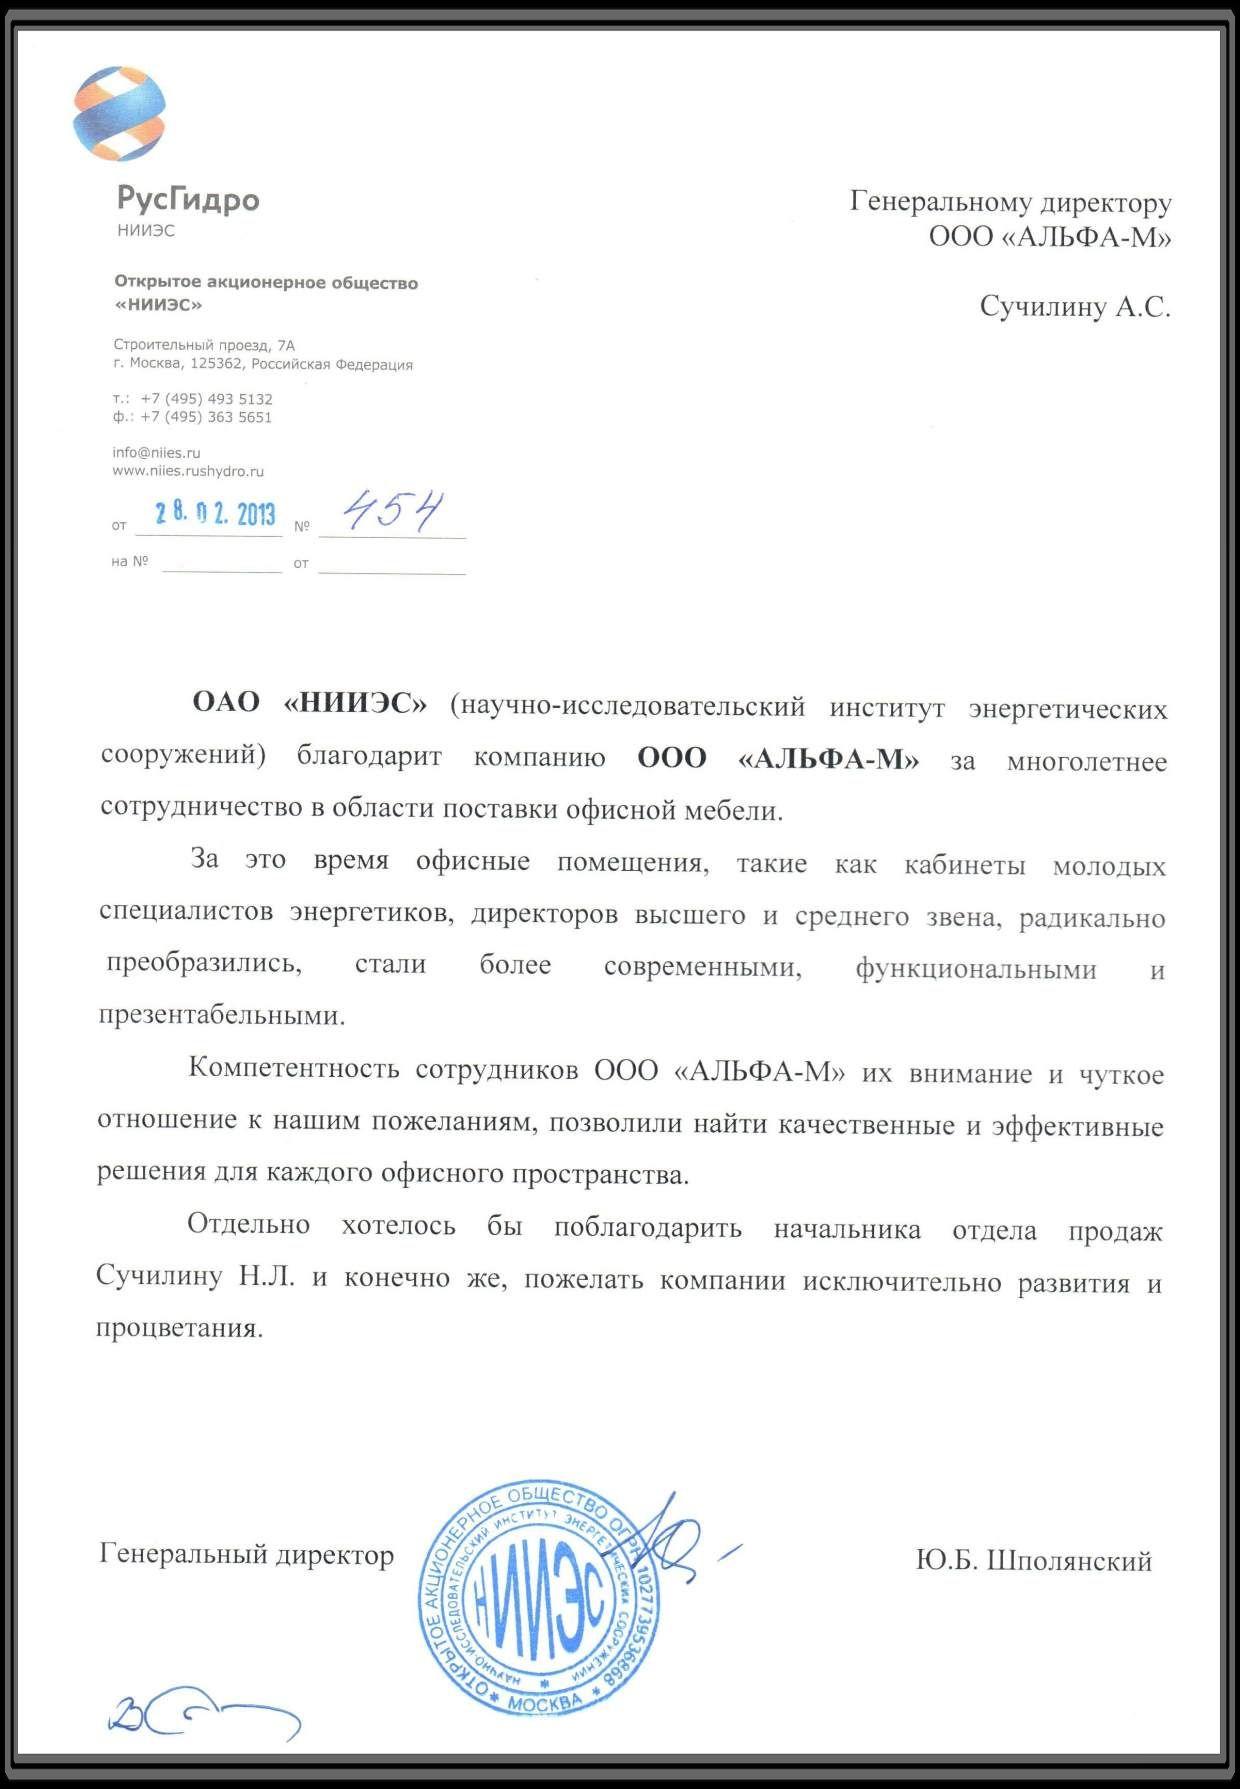 РусГидро
НИИЭС
Открытое акционерное общество
«НИИЭС»
Строительный проезд, 7А
г. Москва, 125362, Российская Федерация
т.: +7 (495) 493 5132
ф.: +7 (495) 363 5651
info@niies.ru
www.niies.rushydro.ru
от 28.02.2013 № 454
на № от
Генеральному директору
ООО «АЛЬФА-М»
Сучилину А.С.
ОАО «НИИЭС» (научно-исследовательский институт энергетических
сооружений) благодарит компанию ООО «АЛЬФА-М» за многолетнее
сотрудничество в области поставки офисной мебели.
За это время офисные помещения, такие как кабинеты молодых
специалистов энергетиков, директоров высшего и среднего звена, радикально
преобразились, стали более современными, функциональными и
презентабельными.
Компетентность сотрудников ООО «АЛЬФА-М» их внимание и чуткое
отношение к нашим пожеланиям, позволили найти качественные и эффективные
решения для каждого офисного пространства.
Отдельно хотелось бы поблагодарить начальника отдела продаж
Сучилину Н.Л. и конечно же, пожелать компании исключительно развития и
процветания.
Генеральный директор
Ю.Б. Шполянский
ОТКРЫТОЕ АКЦИОНЕРНОЕ ОБЩЕСТВО ОГРН 1027739536868
* МОСКВА *
НАУЧНО-ИССЛЕДОВАТЕЛЬСКИЙ ИНСТИТУТ ЭНЕРГЕТИЧЕСКИХ СООРУЖЕНИЙ *
НИИЭС